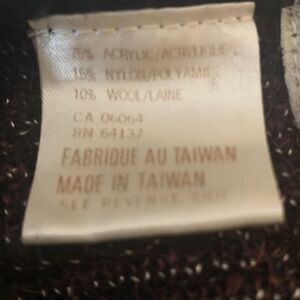 75% ACRYLIC/ACRYLIQUE
15% NYLON/POLYAMIDE
10% WOOL/LAINE
CA 06064
RN 64137
FABRIQUE AU TAIWAN
MADE IN TAIWAN
SEE REVERSE SIDE